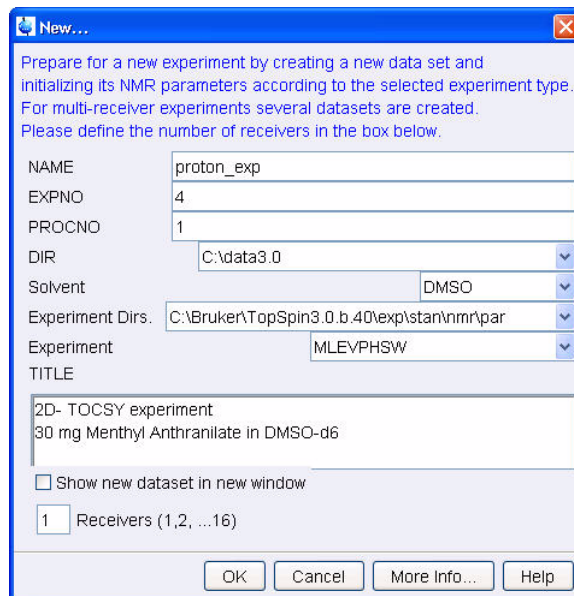 New...
Prepare for a new experiment by creating a new data set and
initializing its NMR parameters according to the selected experiment type.
For multi-receiver experiments several datasets are created.
Please define the number of receivers in the box below.
NAME proton_exp
EXPNO 4
PROCNO 1
DIR C:\data3.0
Solvent DMSO
Experiment Dirs. C:\Bruker\TopSpin3.0.b.40\exp\stan\nmr\par
Experiment MLEVPHSW
TITLE
2D- TOCSY experiment
30 mg Menthyl Anthranilate in DMSO-d6
Show new dataset in new window
1 Receivers (1,2, ...16)
OK Cancel More Info... Help